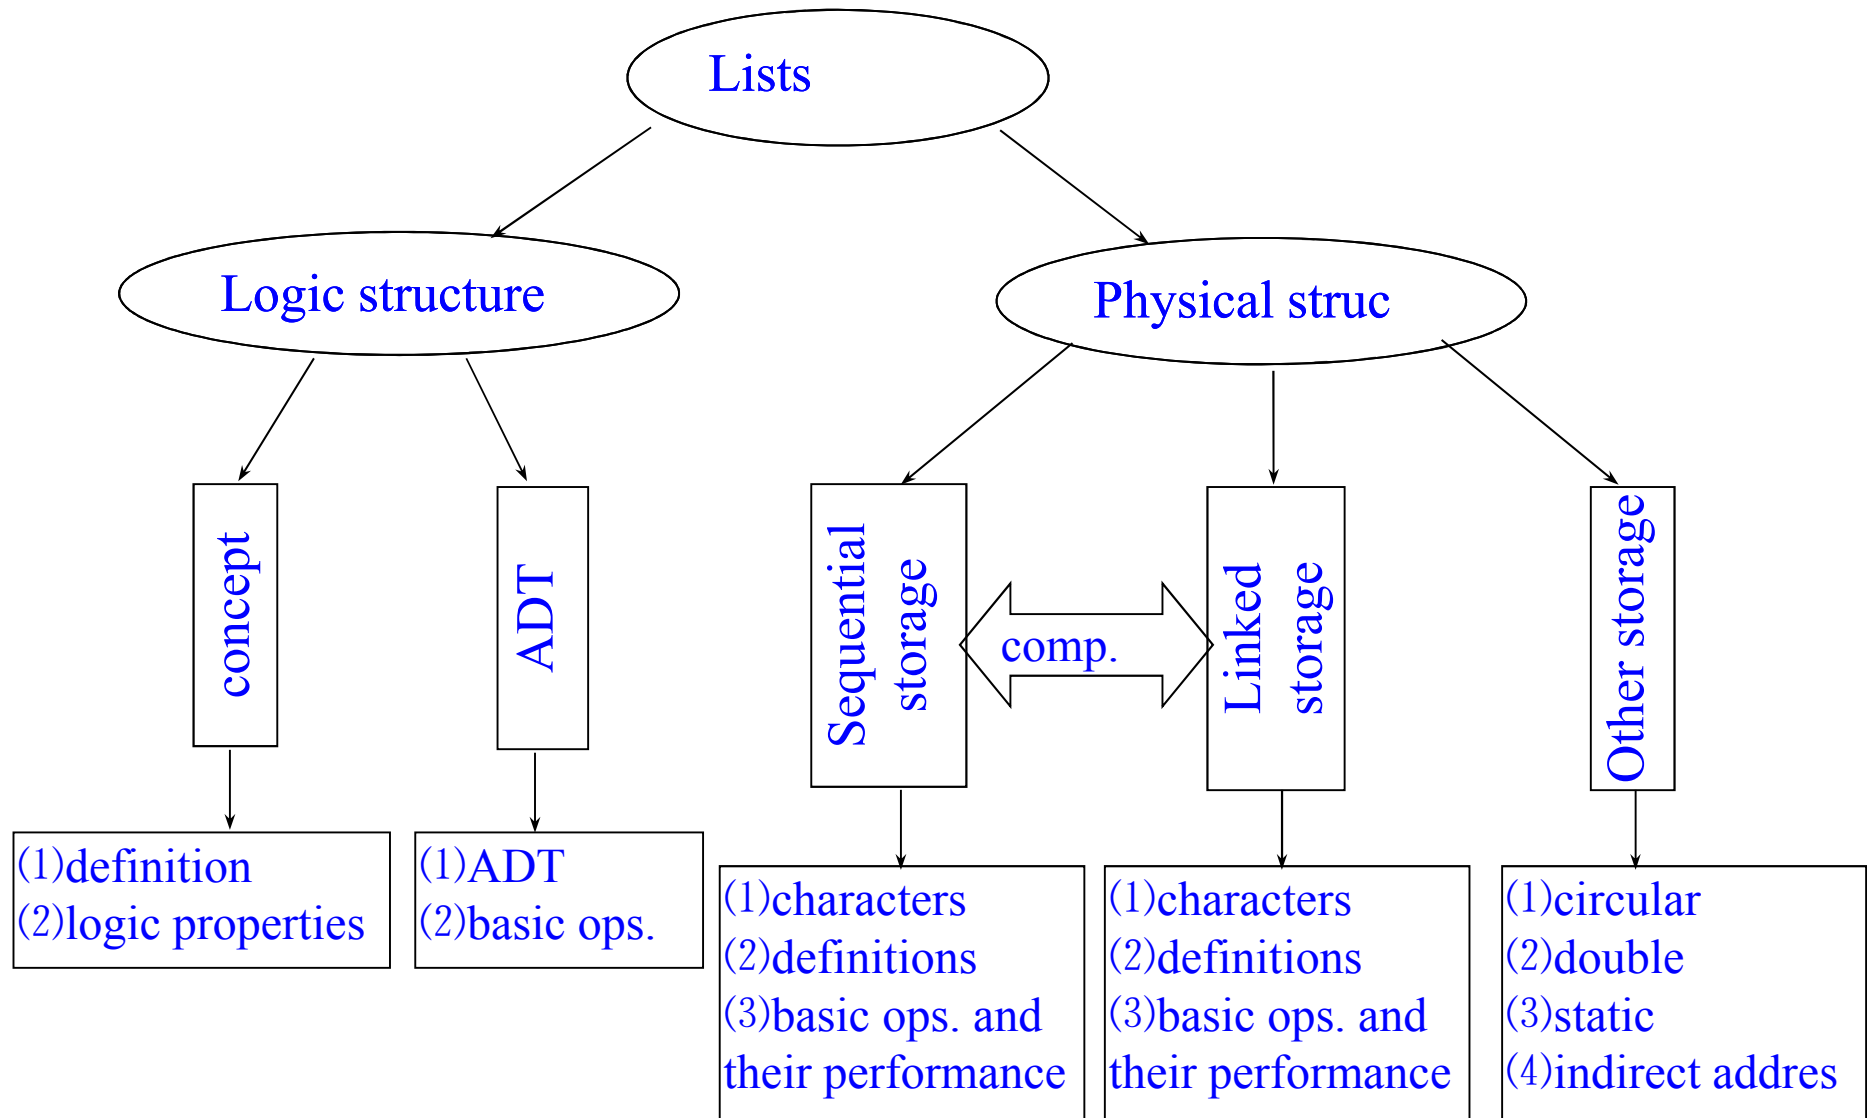 Lists
Logic structure
Physical struc
concept
ADT
Sequential
storage
comp.
Linked
storage
Other storage
(1)definition
(2)logic properties
(1)ADT
(2)basic ops.
(1)characters
(2)definitions
(3)basic ops. and
their performance
(1)characters
(2)definitions
(3)basic ops. and
their performance
(1)circular
(2)double
(3)static
(4)indirect addres